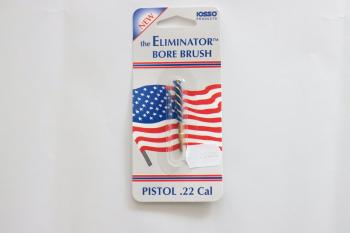 NEW
IOSSO
PRODUCTS
the ELIMINATOR™
BORE BRUSH
PISTOL .22 Cal